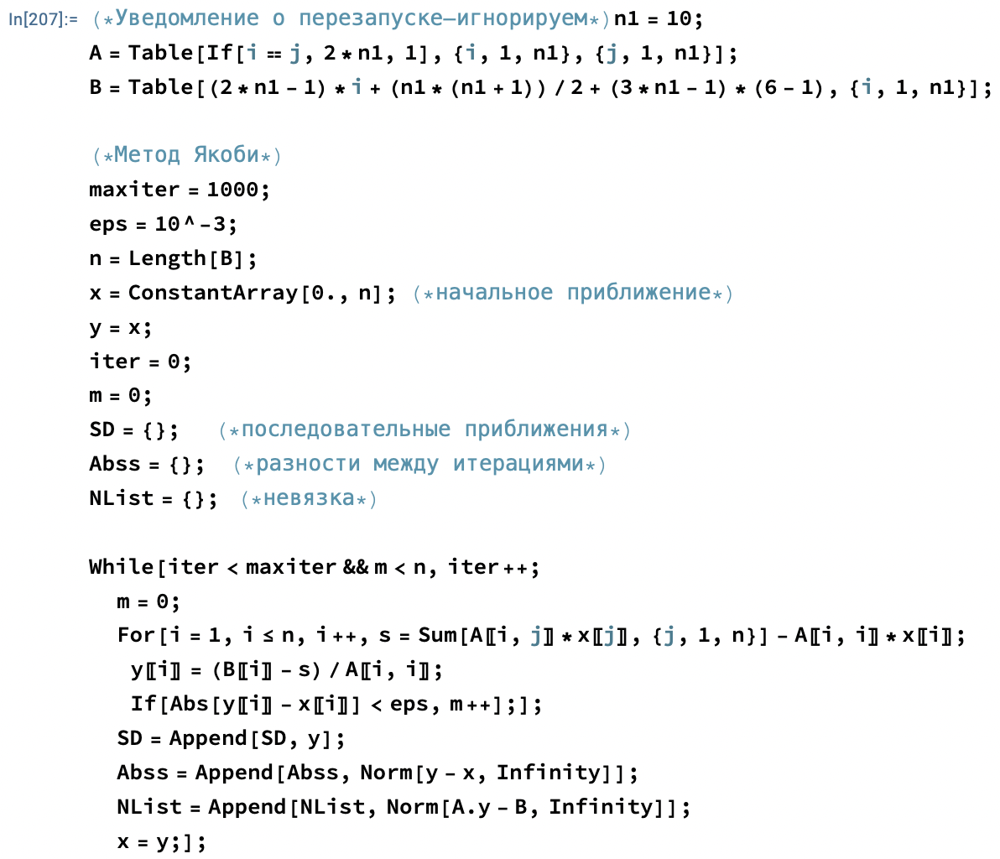 In[207]:= (*Уведомление о перезапуске—игнорируем*)n1 = 10;
A = Table[If[i == j, 2*n1, 1], {i, 1, n1}, {j, 1, n1}];
B = Table[(2*n1 - 1)*i + (n1*(n1 + 1))/2 + (3*n1 - 1)*(6 - 1), {i, 1, n1}];
(*Метод Якоби*)
maxiter = 1000;
eps = 10^-3;
n = Length[B];
x = ConstantArray[0., n]; (*начальное приближение*)
y = x;
iter = 0;
m = 0;
SD = {}; (*последовательные приближения*)
Abss = {}; (*разности между итерациями*)
NList = {}; (*невязка*)
While[iter < maxiter && m < n, iter++;
m = 0;
For[i = 1, i ≤ n, i++, s = Sum[A〚i, j〛*x〚j〛, {j, 1, n}] - A〚i, i〛*x〚i〛;
y〚i〛 = (B〚i〛 - s)/A〚i, i〛;
If[Abs[y〚i〛 - x〚i〛] < eps, m++];];
SD = Append[SD, y];
Abss = Append[Abss, Norm[y - x, Infinity]];
NList = Append[NList, Norm[A.y - B, Infinity]];
x = y;];